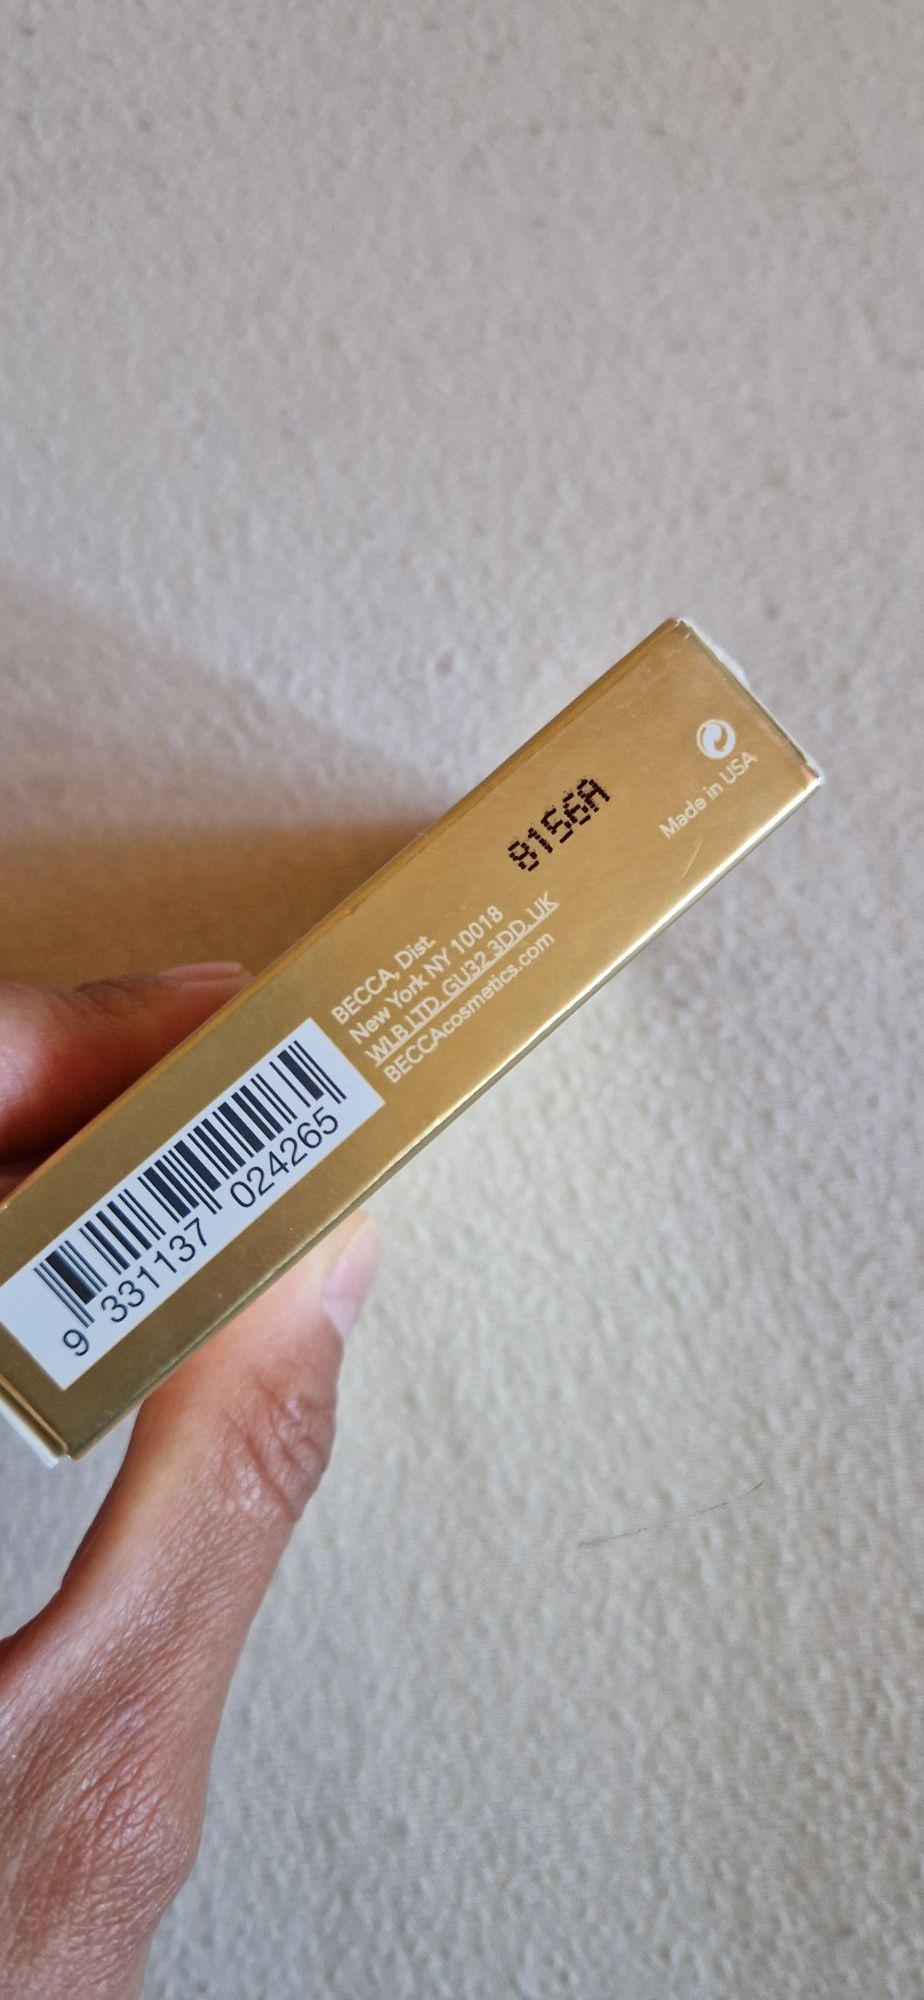 8156A
Made in USA
BECCA, Dist.
New York NY 10018
WLB LTD. GU32 3DD. UK
BECCAcosmetics.com
9 331137 024265